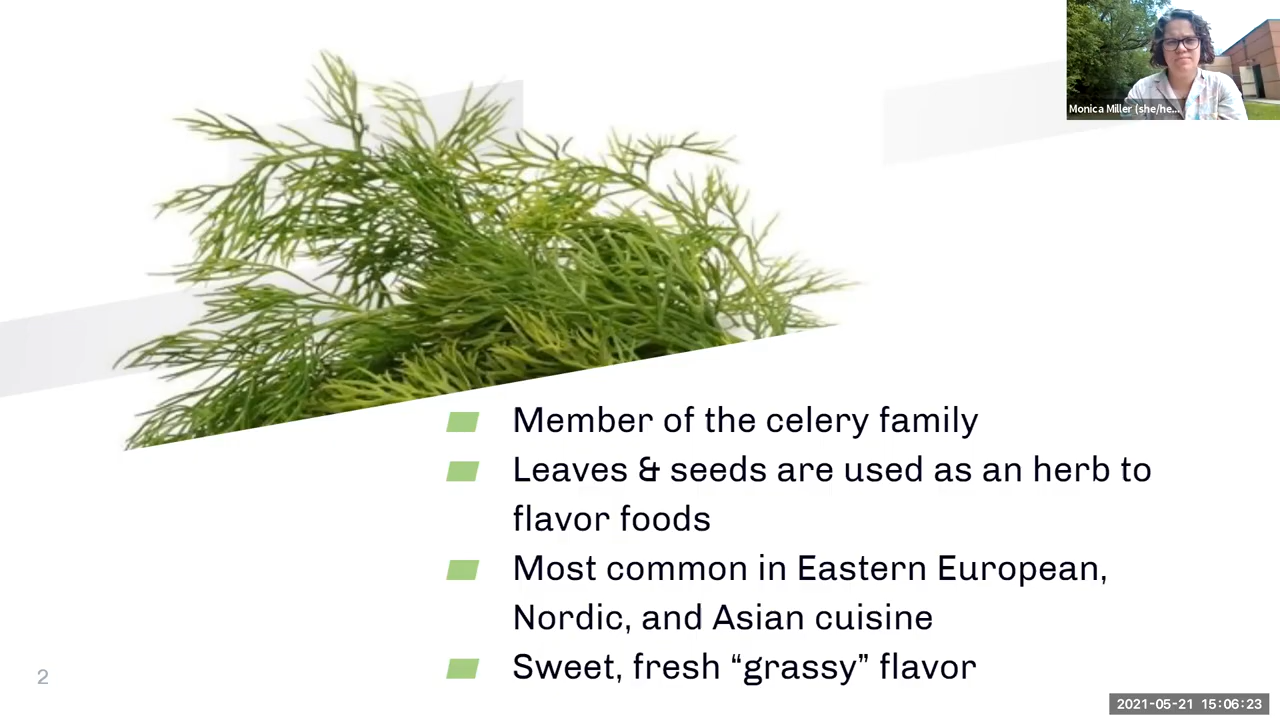 Monica Miller (she/he...
Member of the celery family
Leaves & seeds are used as an herb to
flavor foods
Most common in Eastern European,
Nordic, and Asian cuisine
Sweet, fresh “grassy” flavor
2
2021-05-21 15:06:23